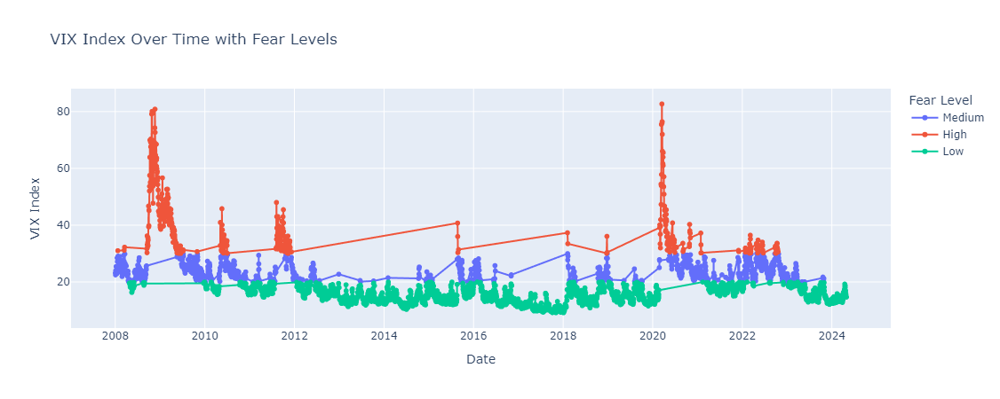 VIX Index Over Time with Fear Levels
Fear Level
Medium
High
Low
80
60
40
20
VIX Index
2008 2010 2012 2014 2016 2018 2020 2022 2024
Date